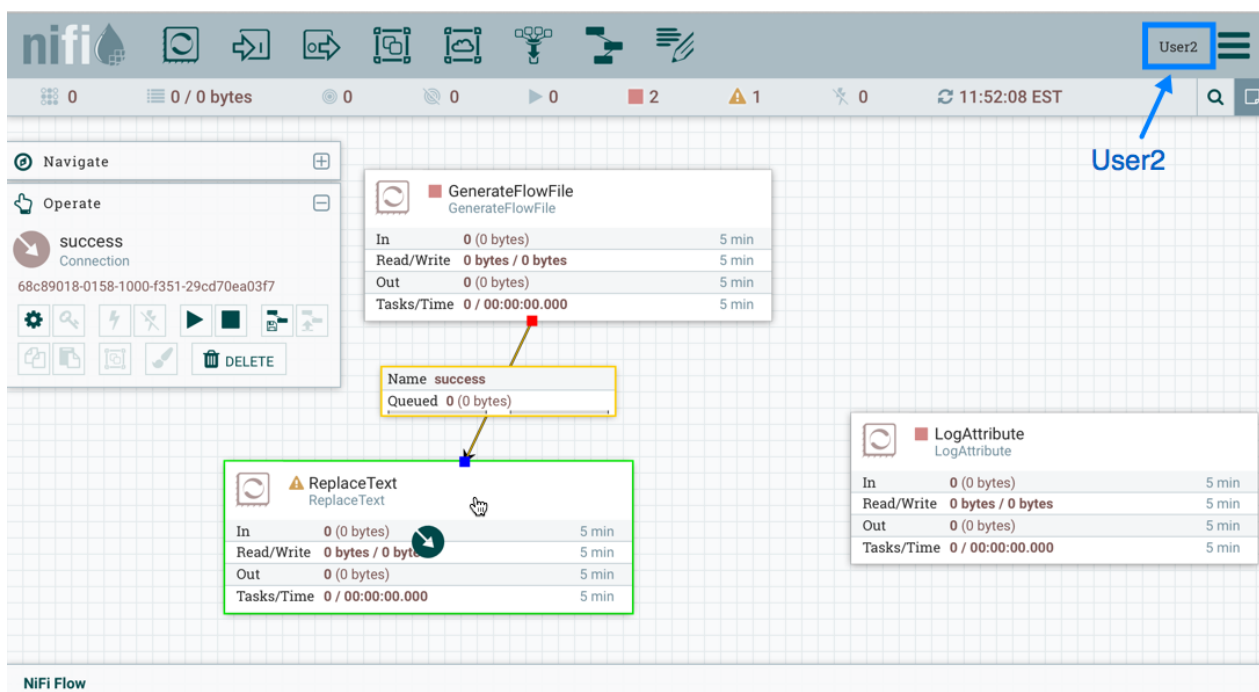 nifi
User2
0 0 / 0 bytes 0 0 0 2 1 0 11:52:08 EST
User2
Navigate
Operate
success
Connection
68c89018-0158-1000-f351-29cd70ea03f7
DELETE
GenerateFlowFile
GenerateFlowFile
In 0 (0 bytes) 5 min
Read/Write 0 bytes / 0 bytes 5 min
Out 0 (0 bytes) 5 min
Tasks/Time 0 / 00:00:00.000 5 min
Name success
Queued 0 (0 bytes)
ReplaceText
ReplaceText
In 0 (0 bytes) 5 min
Read/Write 0 bytes / 0 byte 5 min
Out 0 (0 bytes) 5 min
Tasks/Time 0 / 00:00:00.000 5 min
LogAttribute
LogAttribute
In 0 (0 bytes) 5 min
Read/Write 0 bytes / 0 bytes 5 min
Out 0 (0 bytes) 5 min
Tasks/Time 0 / 00:00:00.000 5 min
NiFi Flow